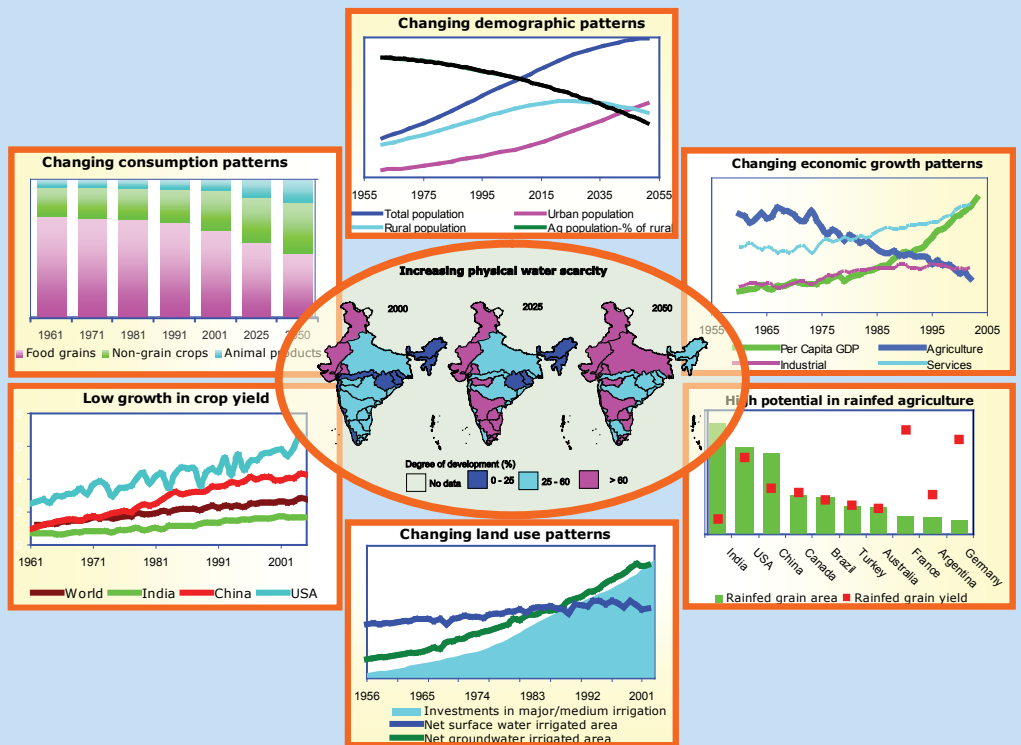 Changing demographic patterns
1955 1975 1995 2015 2035 2055
Total population Urban population
Rural population Ag population-% of rural
Changing consumption patterns
1961 1971 1981 1991 2001 2025 2050
Food grains Non-grain crops Animal products
Changing economic growth patterns
1955 1965 1975 1985 1995 2005
Per Capita GDP Agriculture
Industrial Services
Increasing physical water scarcity
2000 2025 2050
Degree of development (%)
No data 0 - 25 25 - 60 > 60
Low growth in crop yield
1961 1971 1981 1991 2001
World India China USA
High potential in rainfed agriculture
India USA China Canada Brazil Turkey Australia France Argentina Germany
Rainfed grain area Rainfed grain yield
Changing land use patterns
1956 1965 1974 1983 1992 2001
Investments in major/medium irrigation
Net surface water irrigated area
Net groundwater irrigated area